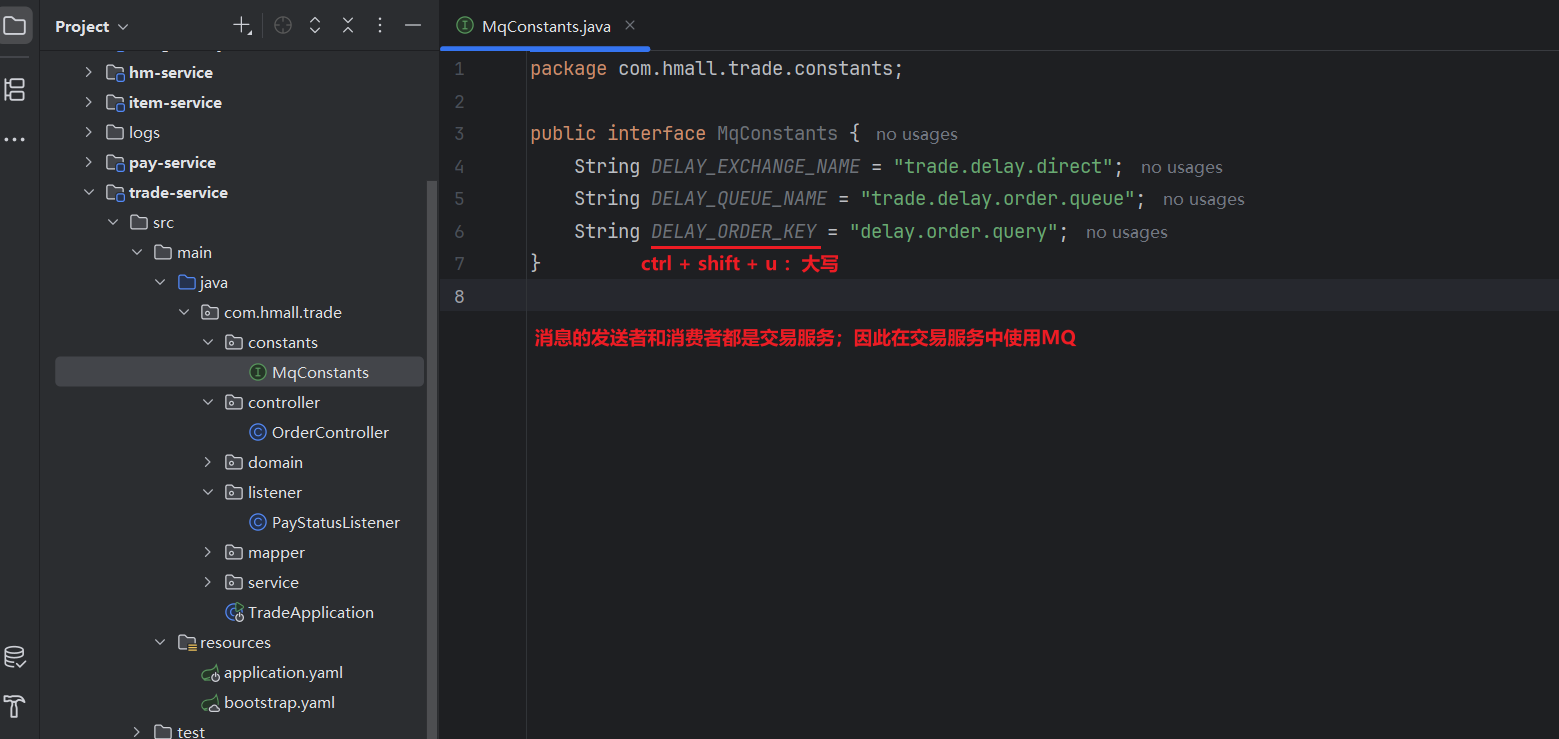 Project
MqConstants.java
hm-service
item-service
logs
pay-service
trade-service
src
main
java
com.hmall.trade
constants
MqConstants
controller
OrderController
domain
listener
PayStatusListener
mapper
service
TradeApplication
resources
application.yaml
bootstrap.yaml
test
1 package com.hmall.trade.constants;
2
3 public interface MqConstants { no usages
4 String DELAY_EXCHANGE_NAME = "trade.delay.direct"; no usages
5 String DELAY_QUEUE_NAME = "trade.delay.order.queue"; no usages
6 String DELAY_ORDER_KEY = "delay.order.query"; no usages
7 }
ctrl + shift + u ：大写
8
消息的发送者和消费者都是交易服务；因此在交易服务中使用MQ